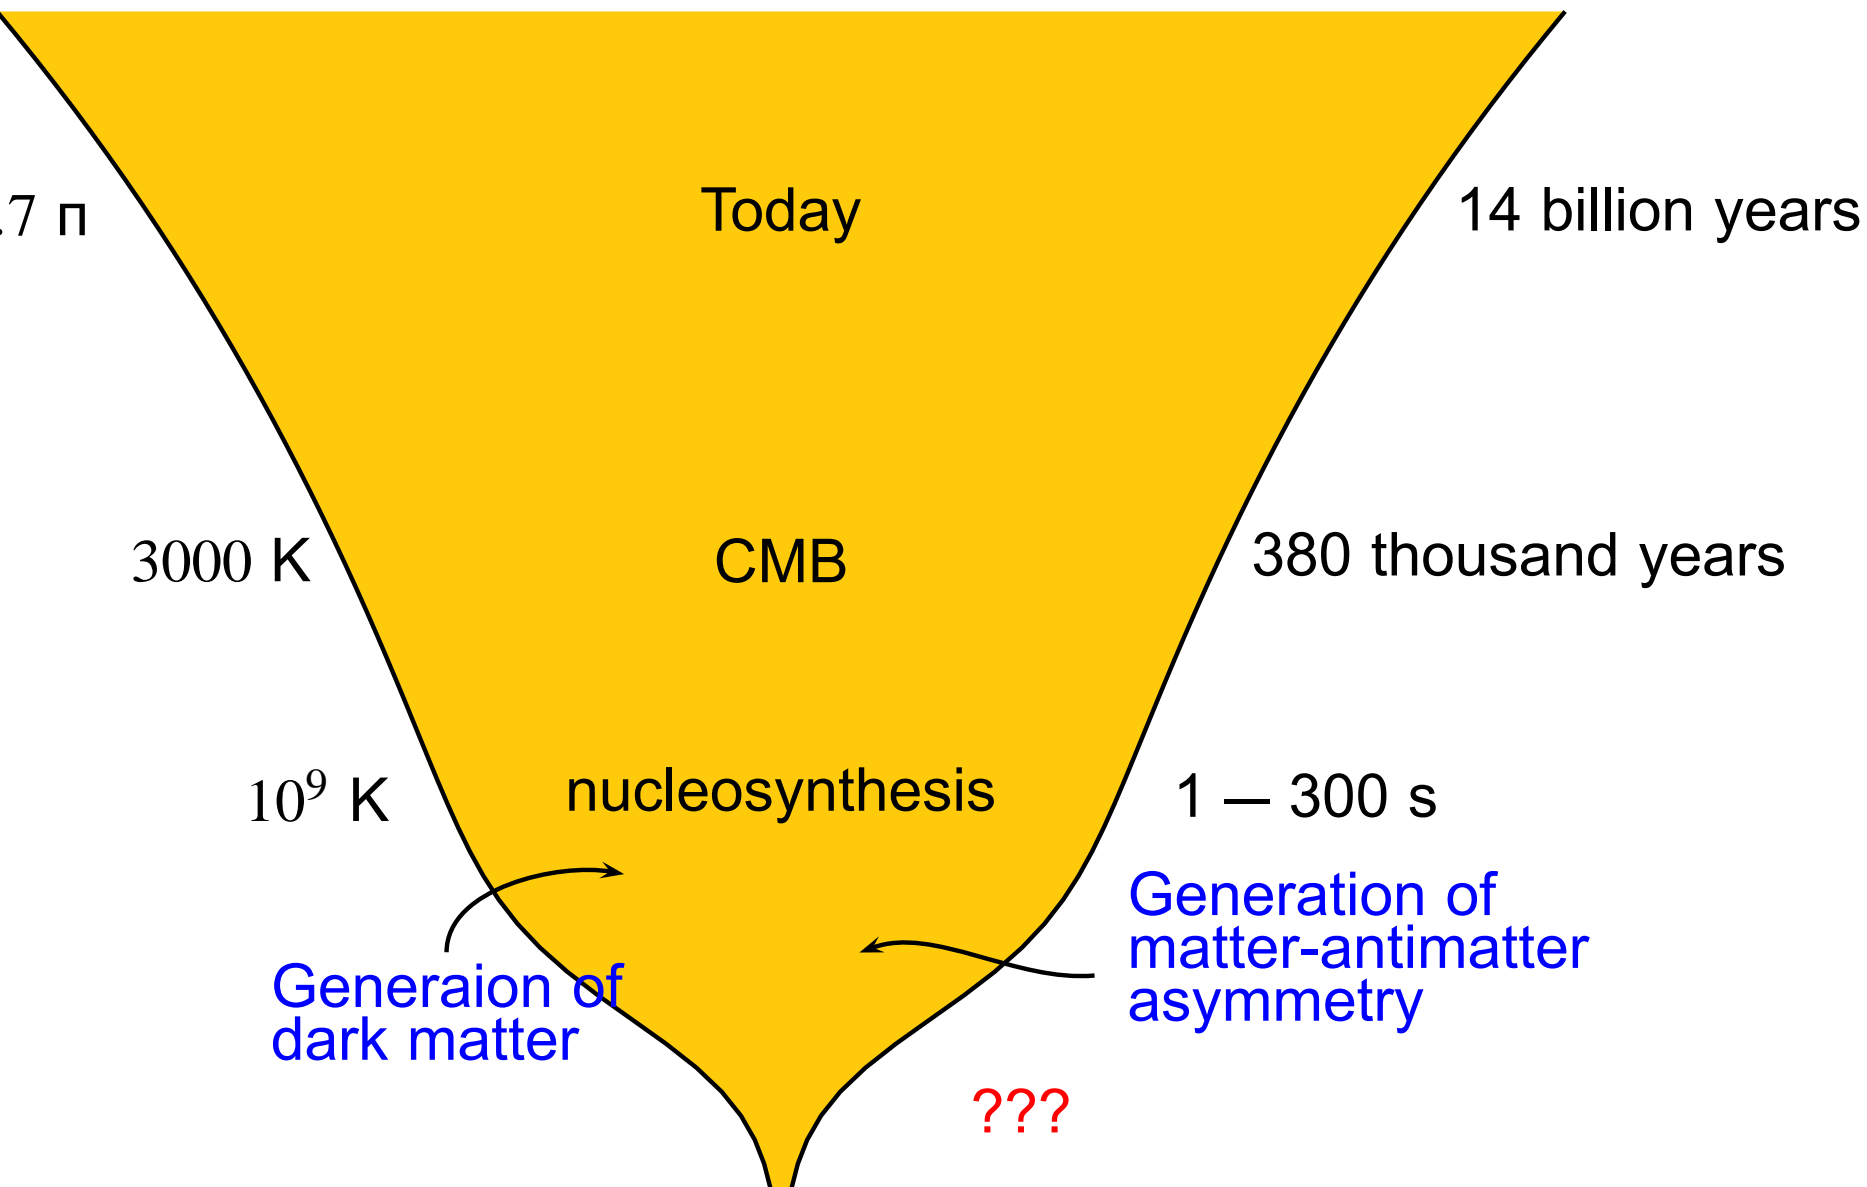 .7 п
Today
14 billion years
3000 K
CMB
380 thousand years
10⁹ K
nucleosynthesis
1 — 300 s
Generation of
matter-antimatter
asymmetry
Generaion of
dark matter
???